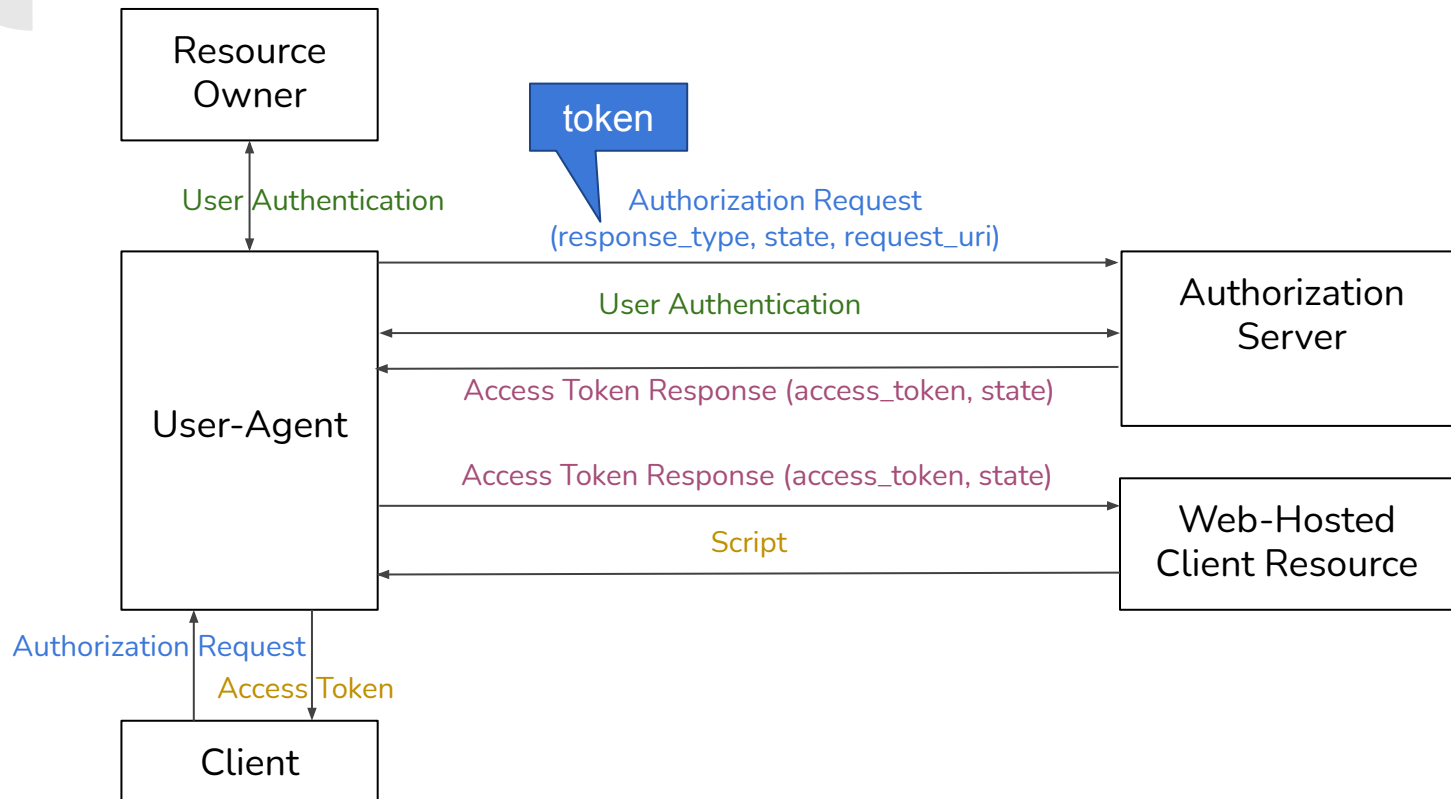 Resource
Owner
token
User Authentication
Authorization Request
(response_type, state, request_uri)
User Authentication
Authorization
Server
Access Token Response (access_token, state)
User-Agent
Access Token Response (access_token, state)
Web-Hosted
Client Resource
Script
Authorization Request
Access Token
Client